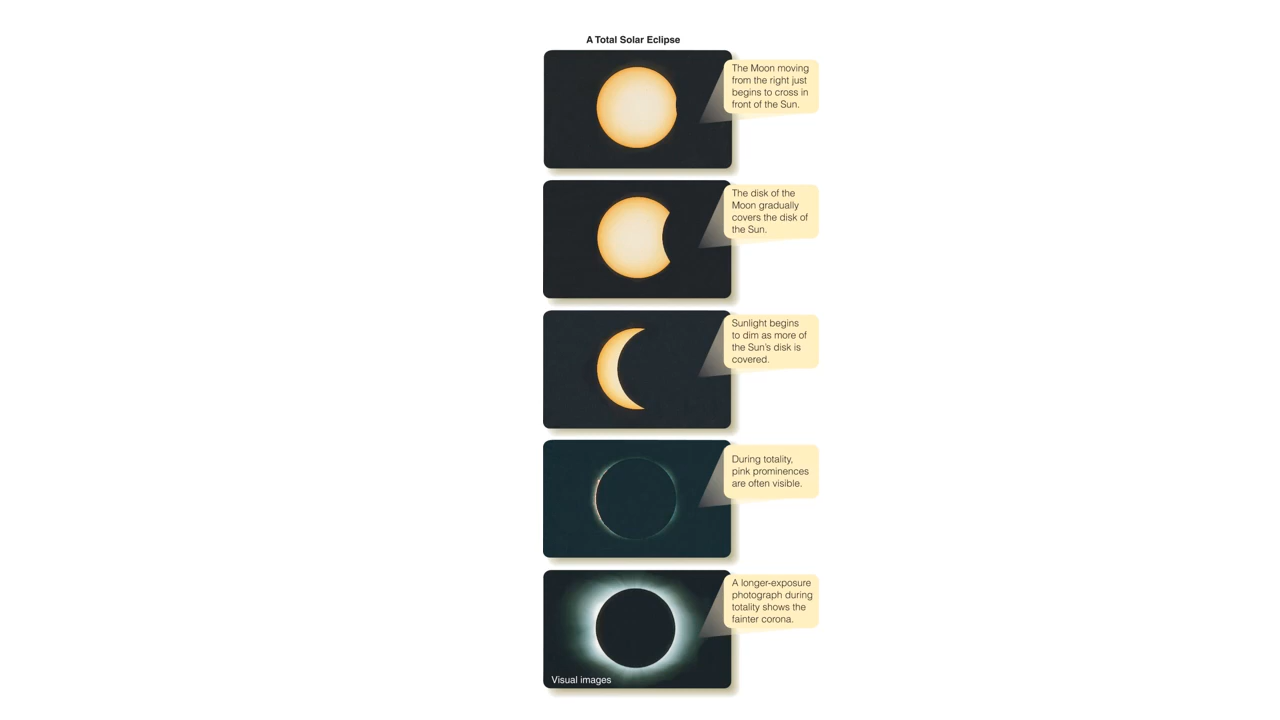 A Total Solar Eclipse
The Moon moving
from the right just
begins to cross in
front of the Sun.
The disk of the
Moon gradually
covers the disk of
the Sun.
Sunlight begins
to dim as more of
the Sun's disk is
covered.
During totality,
pink prominences
are often visible.
A longer-exposure
photograph during
totality shows the
fainter corona.
Visual images